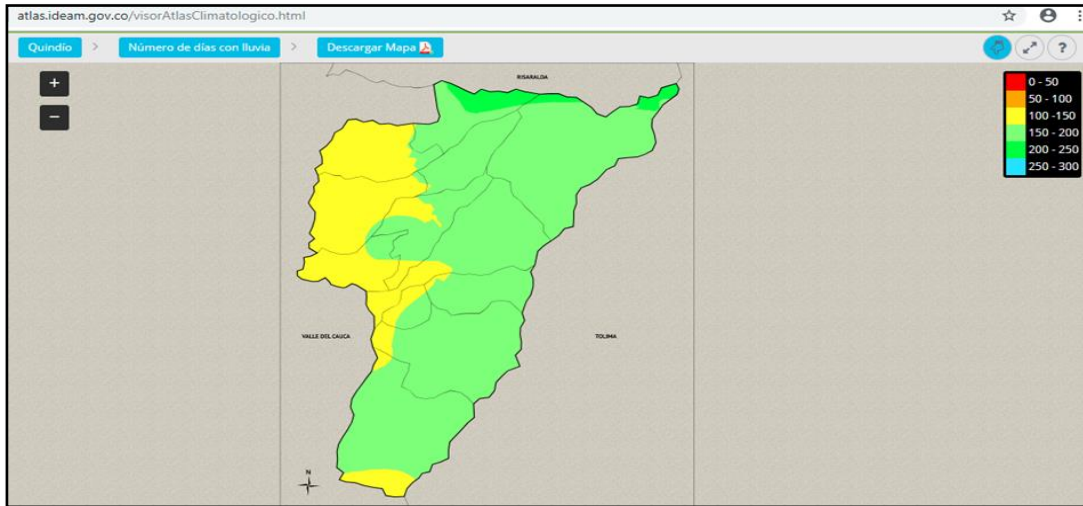 atlas.ideam.gov.co/visorAtlasClimatologico.html
Quindío > Número de días con lluvia > Descargar Mapa
?
+
−
RISARALDA
0 - 50
50 - 100
100 -150
150 - 200
200 - 250
250 - 300
VALLE DEL CAUCA
TOLIMA
N